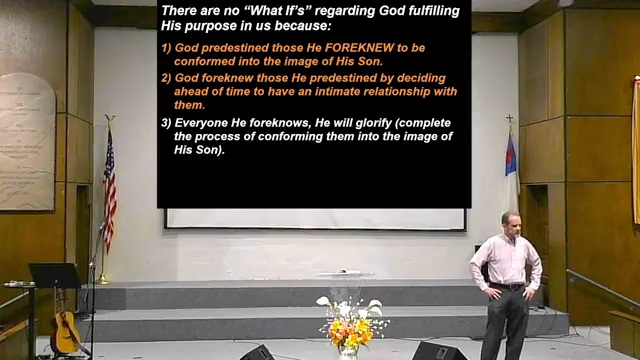 There are no “What If’s” regarding God fulfilling
His purpose in us because:
1) God predestined those He FOREKNEW to be
conformed into the image of His Son.
2) God foreknew those He predestined by deciding
ahead of time to have an intimate relationship with
them.
3) Everyone He foreknows, He will glorify (complete
the process of conforming them into the image of
His Son).